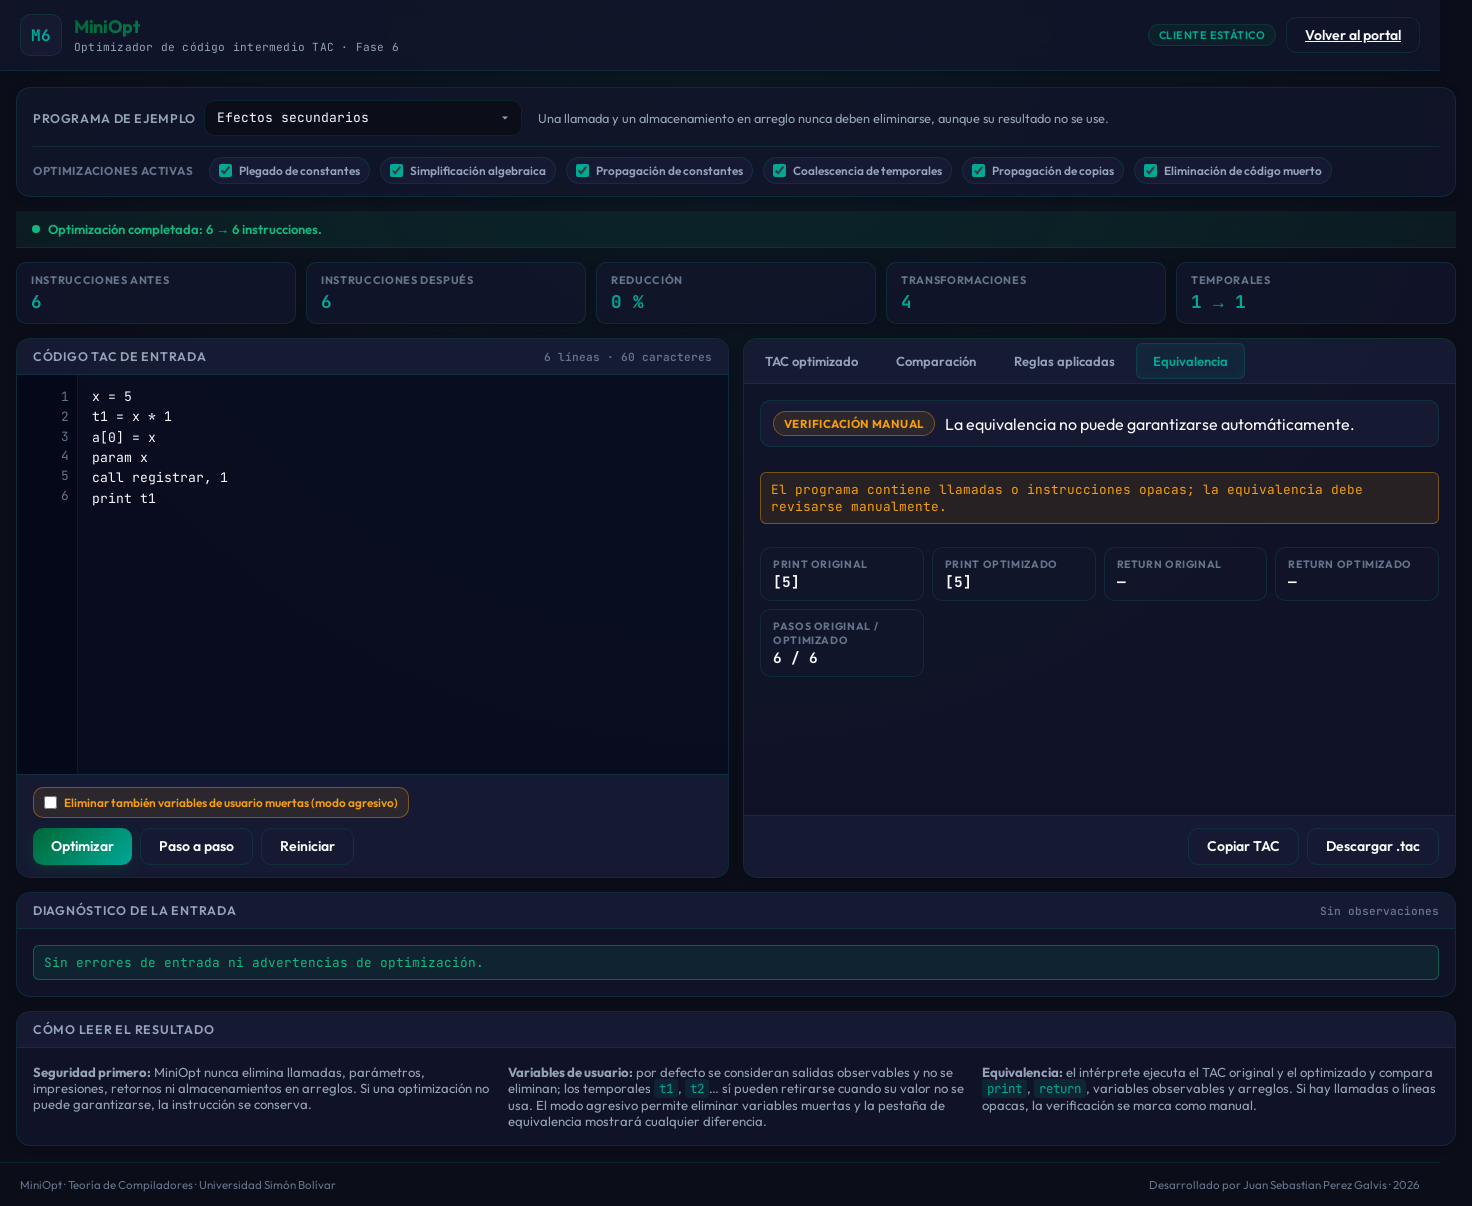 M6
MiniOpt
Optimizador de código intermedio TAC · Fase 6
CLIENTE ESTÁTICO
Volver al portal
PROGRAMA DE EJEMPLO
Efectos secundarios
Una llamada y un almacenamiento en arreglo nunca deben eliminarse, aunque su resultado no se use.
OPTIMIZACIONES ACTIVAS
Plegado de constantes
Simplificación algebraica
Propagación de constantes
Coalescencia de temporales
Propagación de copias
Eliminación de código muerto
Optimización completada: 6 → 6 instrucciones.
INSTRUCCIONES ANTES
6
INSTRUCCIONES DESPUÉS
6
REDUCCIÓN
0 %
TRANSFORMACIONES
4
TEMPORALES
1 → 1
CÓDIGO TAC DE ENTRADA
6 líneas · 60 caracteres
1 x = 5
2 t1 = x * 1
3 a[0] = x
4 param x
5 call registrar, 1
6 print t1
Eliminar también variables de usuario muertas (modo agresivo)
Optimizar
Paso a paso
Reiniciar
TAC optimizado
Comparación
Reglas aplicadas
Equivalencia
VERIFICACIÓN MANUAL
La equivalencia no puede garantizarse automáticamente.
El programa contiene llamadas o instrucciones opacas; la equivalencia debe
revisarse manualmente.
PRINT ORIGINAL
[5]
PRINT OPTIMIZADO
[5]
RETURN ORIGINAL
—
RETURN OPTIMIZADO
—
PASOS ORIGINAL /
OPTIMIZADO
6 / 6
Copiar TAC
Descargar .tac
DIAGNÓSTICO DE LA ENTRADA
Sin observaciones
Sin errores de entrada ni advertencias de optimización.
CÓMO LEER EL RESULTADO
Seguridad primero: MiniOpt nunca elimina llamadas, parámetros,
impresiones, retornos ni almacenamientos en arreglos. Si una optimización no
puede garantizarse, la instrucción se conserva.
Variables de usuario: por defecto se consideran salidas observables y no se
eliminan; los temporales t1, t2… sí pueden retirarse cuando su valor no se
usa. El modo agresivo permite eliminar variables muertas y la pestaña de
equivalencia mostrará cualquier diferencia.
Equivalencia: el intérprete ejecuta el TAC original y el optimizado y compara
print, return, variables observables y arreglos. Si hay llamadas o líneas
opacas, la verificación se marca como manual.
MiniOpt · Teoría de Compiladores · Universidad Simón Bolívar
Desarrollado por Juan Sebastian Perez Galvis · 2026